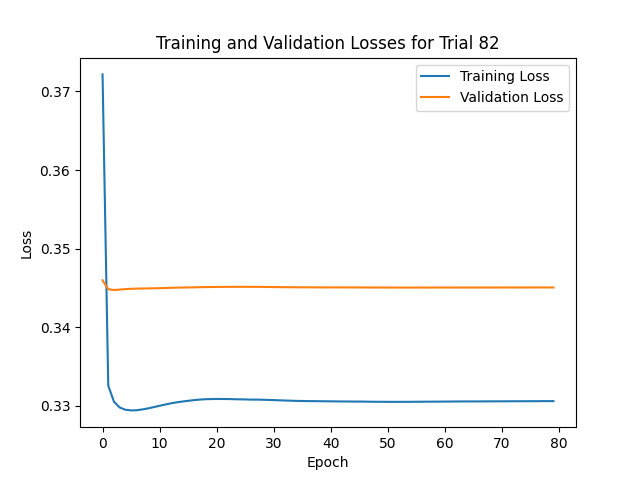 Training and Validation Losses for Trial 82
Training Loss
Validation Loss
0.37
0.36
0.35
0.34
0.33
Loss
0 10 20 30 40 50 60 70 80
Epoch